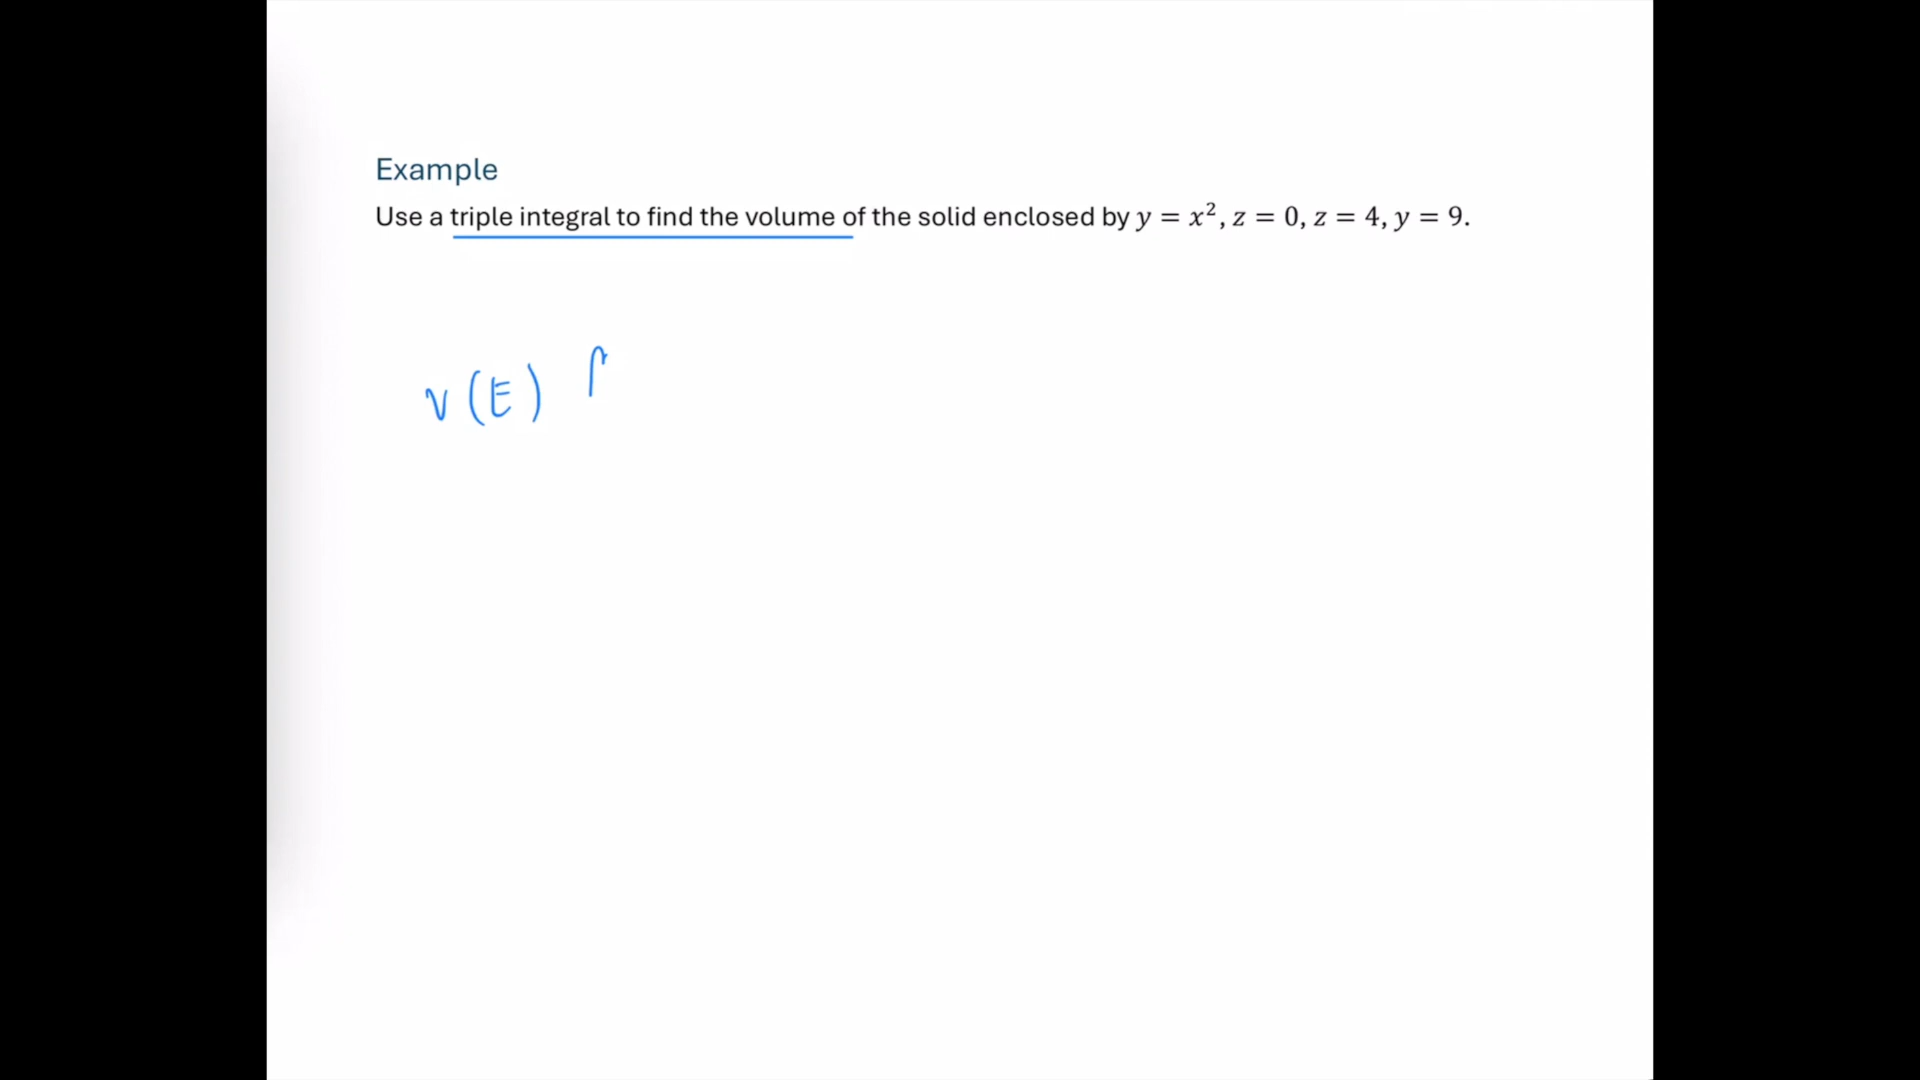 Example
Use a triple integral to find the volume of the solid enclosed by y = x², z = 0, z = 4, y = 9.
V(E) ∫